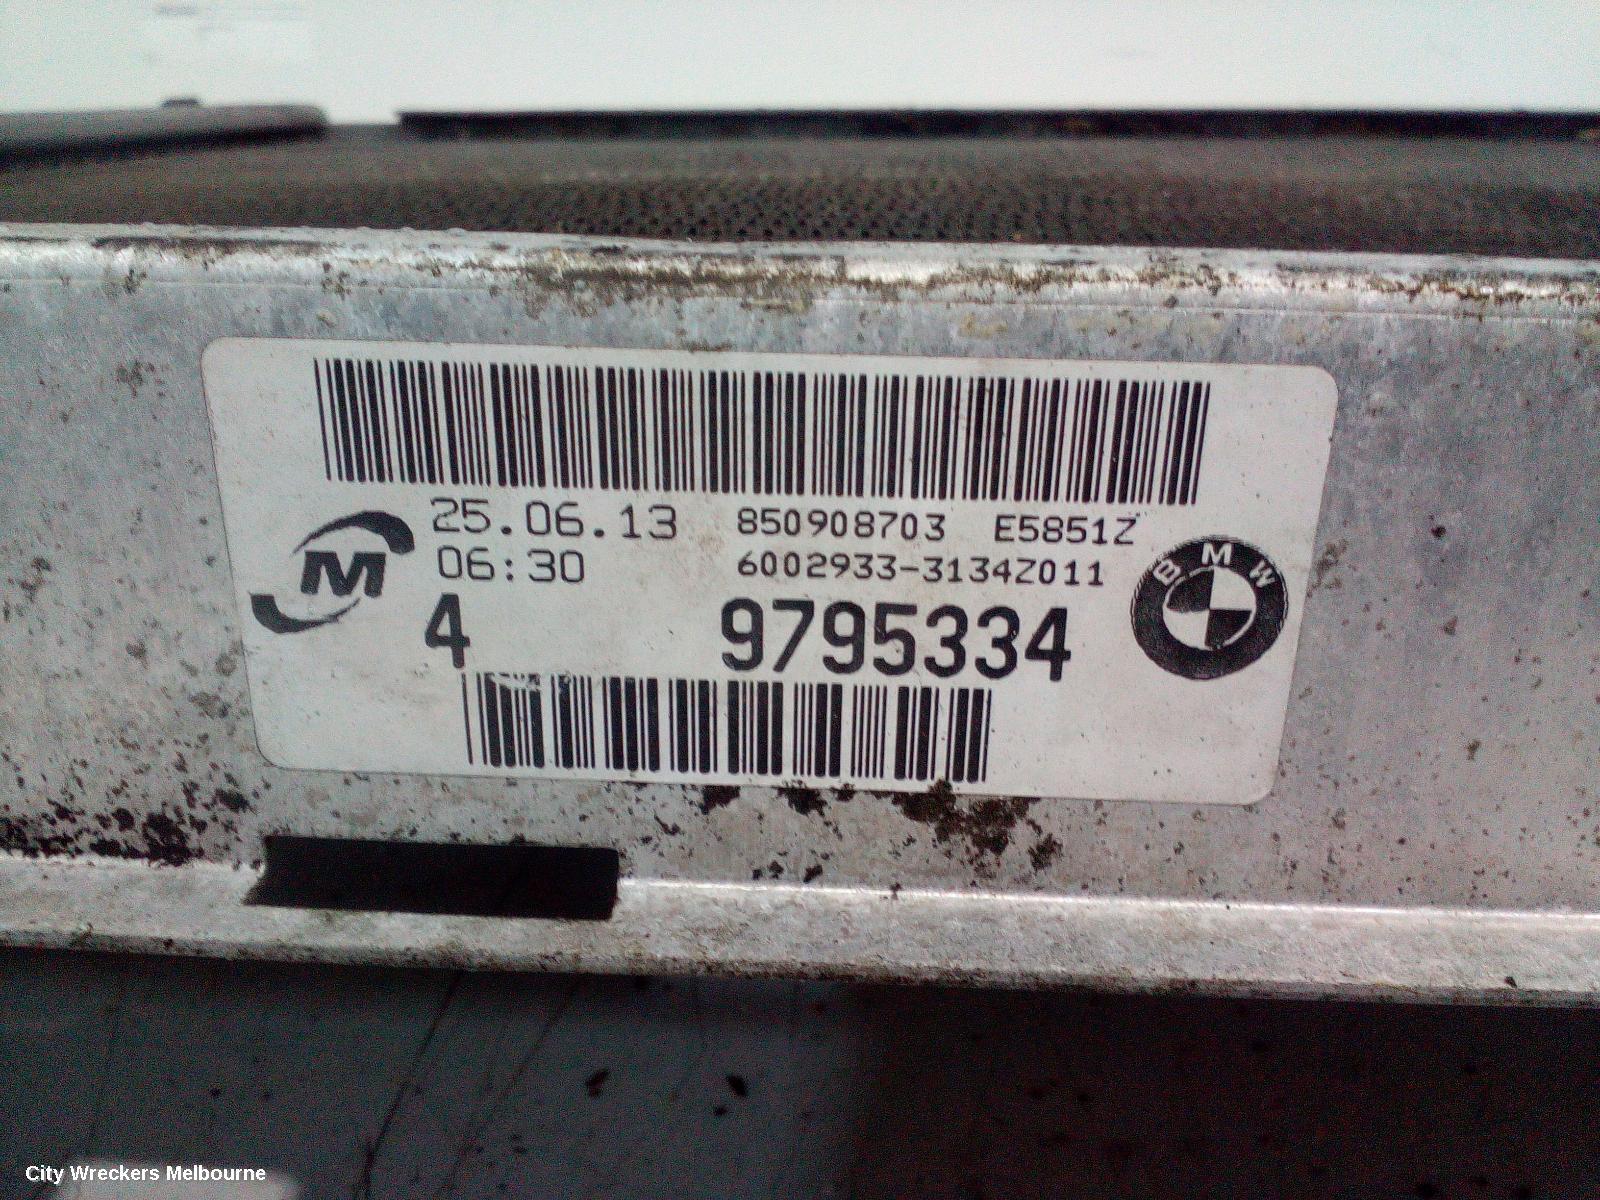 25.06.13 850908703 E5851Z
06:30 6002933-3134Z011
M
BMW
4 9795334
City Wreckers Melbourne